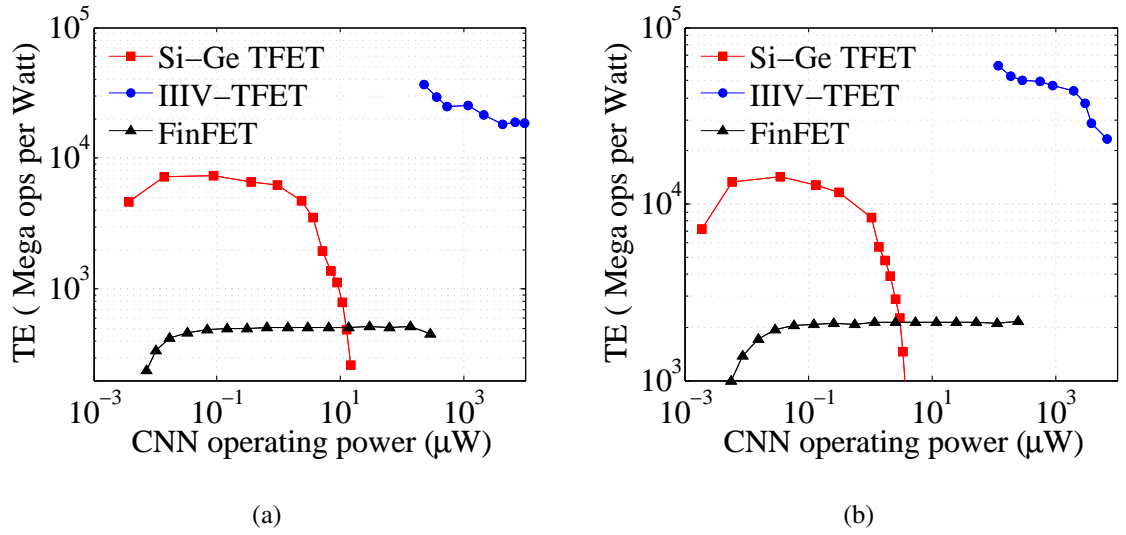 10^5
Si−Ge TFET
IIIV−TFET
FinFET
10^4
10^3
TE ( Mega ops per Watt)
10^−3 10^−1 10^1 10^3
CNN operating power (μW)
(a)
10^5
Si−Ge TFET
IIIV−TFET
FinFET
10^4
10^3
TE ( Mega ops per Watt)
10^−3 10^−1 10^1 10^3
CNN operating power (μW)
(b)